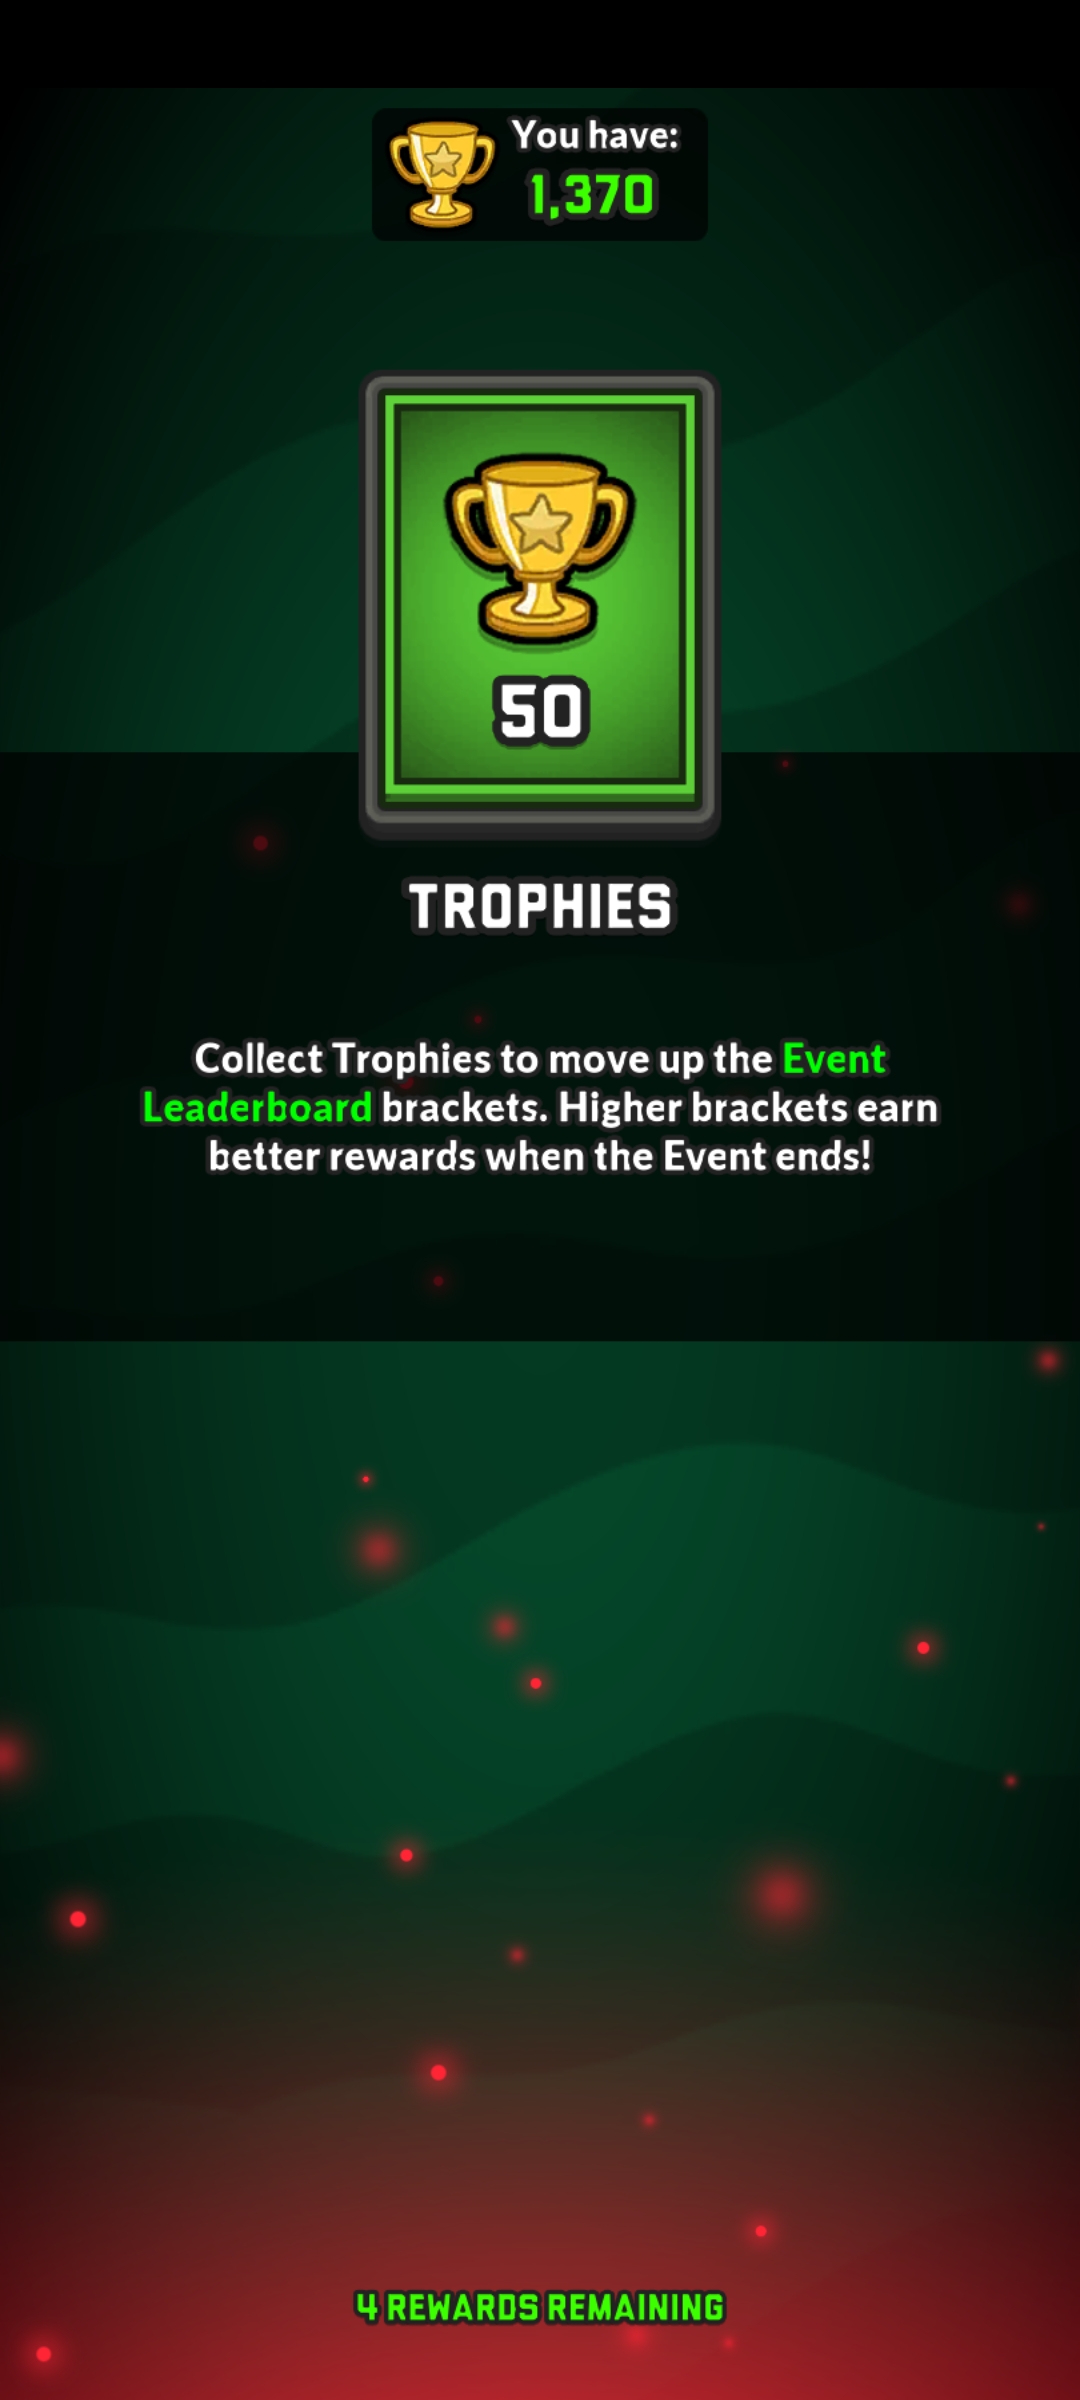 You have:
1,370
50
TROPHIES
Collect Trophies to move up the Event
Leaderboard brackets. Higher brackets earn
better rewards when the Event ends!
4 REWARDS REMAINING